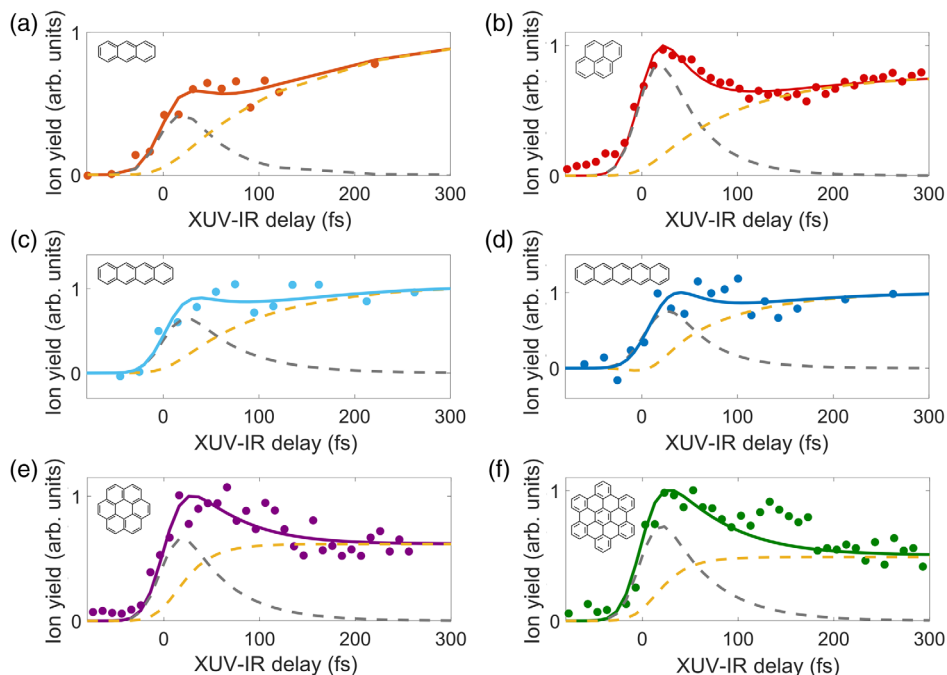 (a)
Ion yield (arb. units)
1
0
0
100
200
300
XUV-IR delay (fs)
(b)
Ion yield (arb. units)
1
0
0
100
200
300
XUV-IR delay (fs)
(c)
Ion yield (arb. units)
1
0
0
100
200
300
XUV-IR delay (fs)
(d)
Ion yield (arb. units)
1
0
0
100
200
300
XUV-IR delay (fs)
(e)
Ion yield (arb. units)
1
0
0
100
200
300
XUV-IR delay (fs)
(f)
Ion yield (arb. units)
1
0
0
100
200
300
XUV-IR delay (fs)